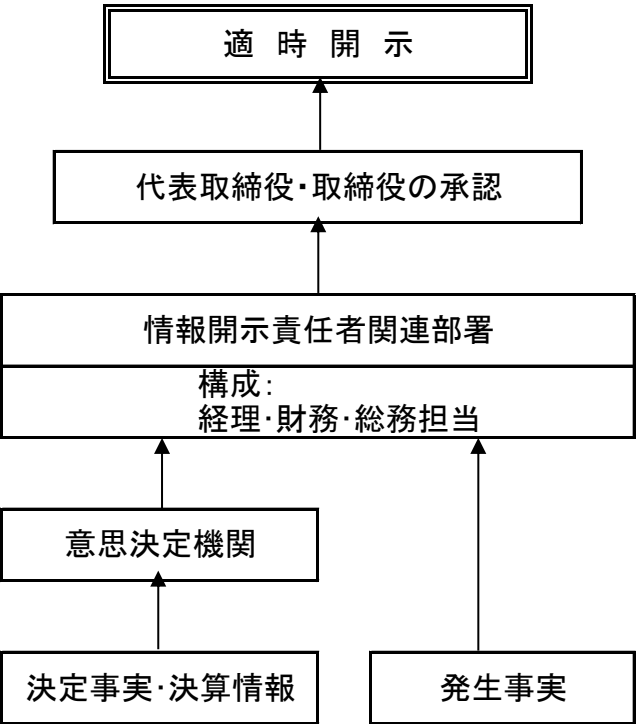 適 時 開 示
代表取締役・取締役の承認
情報開示責任者関連部署
構成：
経理・財務・総務担当
意思決定機関
決定事実・決算情報
発生事実